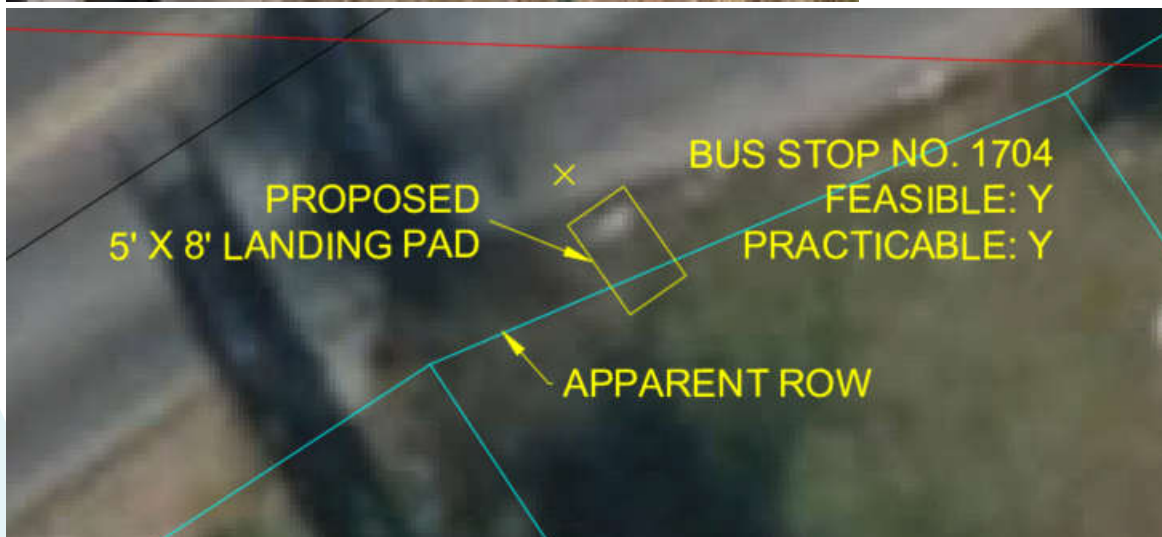 PROPOSED
5' X 8' LANDING PAD
BUS STOP NO. 1704
FEASIBLE: Y
PRACTICABLE: Y
APPARENT ROW